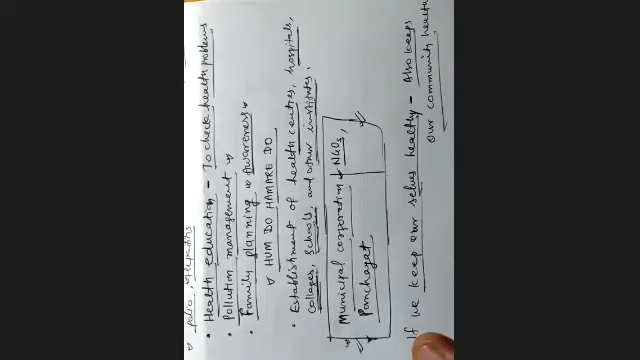 polio, Hepatitis
• Health education - To check health problems
• Pollution management
• Family planning Awareness
HUM DO HAMARE DO
• Establishment of health centres, hospitals,
colleges, schools and other institutes.
Municipal corporation NGOs,
Panchayat
If we keep our selves healthy - Also keeps
our community health